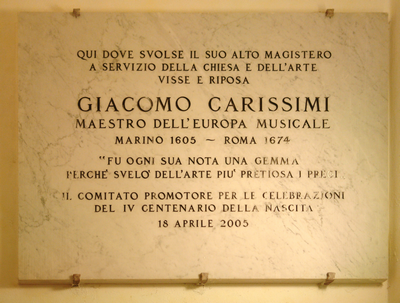 QUI DOVE SVOLSE IL SUO ALTO MAGISTERO
A SERVIZIO DELLA CHIESA E DELL'ARTE
VISSE E RIPOSA
GIACOMO CARISSIMI
MAESTRO DELL'EUROPA MUSICALE
MARINO 1605 ~ ROMA 1674
"FU OGNI SUA NOTA UNA GEMMA
PERCHÉ SVELÒ DELL'ARTE PIU' PRETIOSA I
IL COMITATO PROMOTORE PER LE CELEBRAZIONI
DEL IV CENTENARIO DELLA NASCITA
18 APRILE 2005